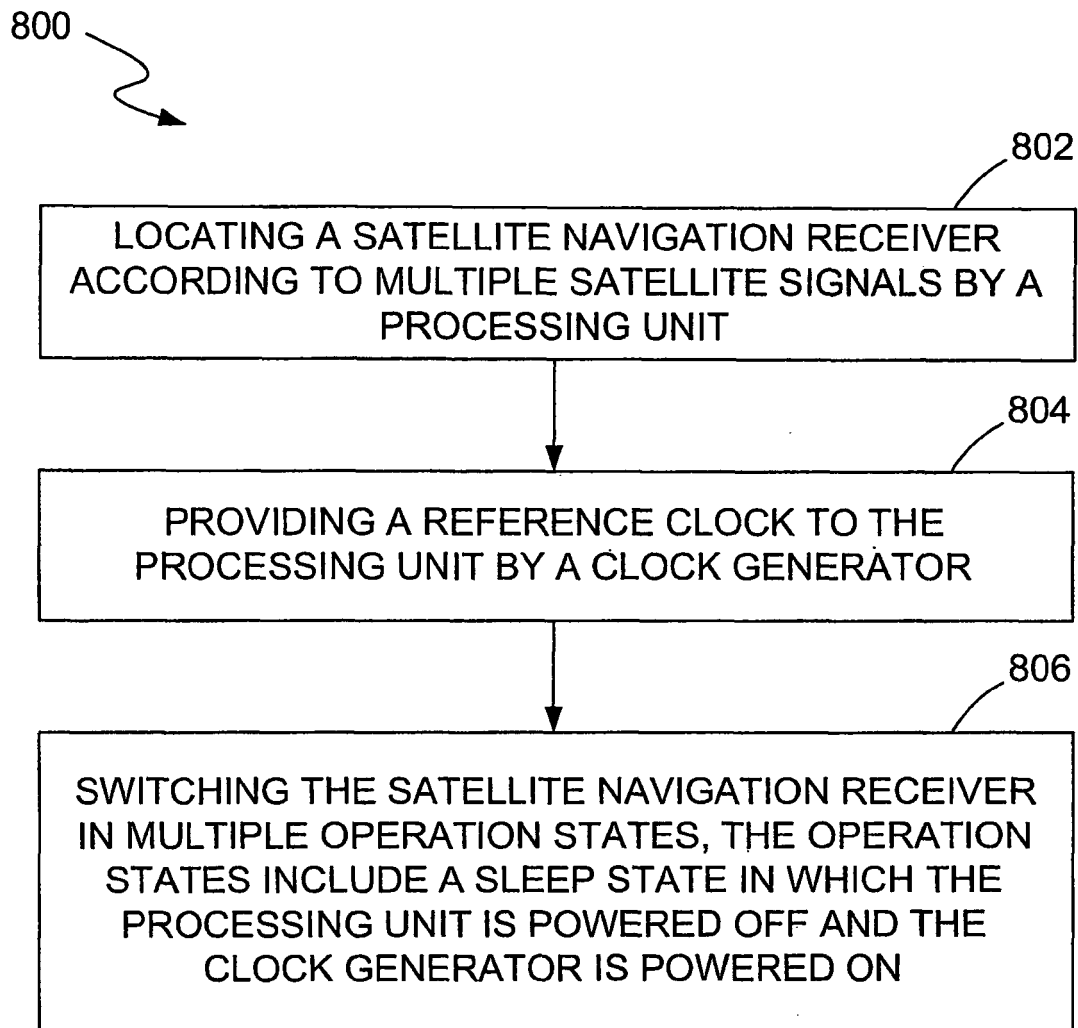 800
802
LOCATING A SATELLITE NAVIGATION RECEIVER
ACCORDING TO MULTIPLE SATELLITE SIGNALS BY A
PROCESSING UNIT
804
PROVIDING A REFERENCE CLOCK TO THE
PROCESSING UNIT BY A CLOCK GENERATOR
806
SWITCHING THE SATELLITE NAVIGATION RECEIVER
IN MULTIPLE OPERATION STATES, THE OPERATION
STATES INCLUDE A SLEEP STATE IN WHICH THE
PROCESSING UNIT IS POWERED OFF AND THE
CLOCK GENERATOR IS POWERED ON